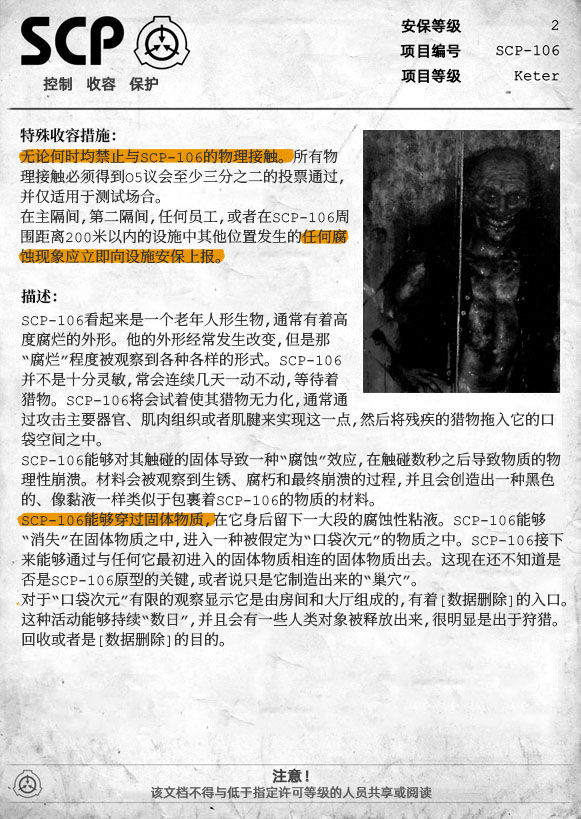 SCP
控制 收容 保护
安保等级 2
项目编号 SCP-106
项目等级 Keter
特殊收容措施：
无论何时均禁止与SCP-106的物理接触。所有物
理接触必须得到O5议会至少三分之二的投票通过，
并仅适用于测试场合。
在主隔间，第二隔间，任何员工，或者在SCP-106周
围距离200米以内的设施中其他位置发生的任何腐
蚀现象应立即向设施安保上报。
描述：
SCP-106看起来是一个老年人形生物，通常有着高
度腐烂的外形。他的外形经常发生改变，但是那
“腐烂”程度被观察到各种各样的形式。SCP-106
并不是十分灵敏，常会连续几天一动不动，等待着
猎物。SCP-106将会试着使其猎物无力化，通常通
过攻击主要器官、肌肉组织或者肌腱来实现这一点，然后将残疾的猎物拖入它的口
袋空间之中。
SCP-106能够对其触碰的固体导致一种“腐蚀”效应，在触碰数秒之后导致物质的物
理性崩溃。材料会被观察到生锈、腐朽和最终崩溃的过程，并且会创造出一种黑色
的、像黏液一样类似于包裹着SCP-106的物质的材料。
SCP-106能够穿过固体物质，在它身后留下一大段的腐蚀性粘液。SCP-106能够
“消失”在固体物质之中，进入一种被假定为“口袋次元”的物质之中。SCP-106接下
来能够通过与任何它最初进入的固体物质相连的固体物质出去。这现在还不知道是
否是SCP-106原型的关键，或者说只是它制造出来的“巢穴”。
对于“口袋次元”有限的观察显示它是由房间和大厅组成的，有着[数据删除]的入口。
这种活动能够持续“数日”，并且会有一些人类对象被释放出来，很明显是出于狩猎。
回收或者是[数据删除]的目的。
注意！
该文档不得与低于指定许可等级的人员共享或阅读